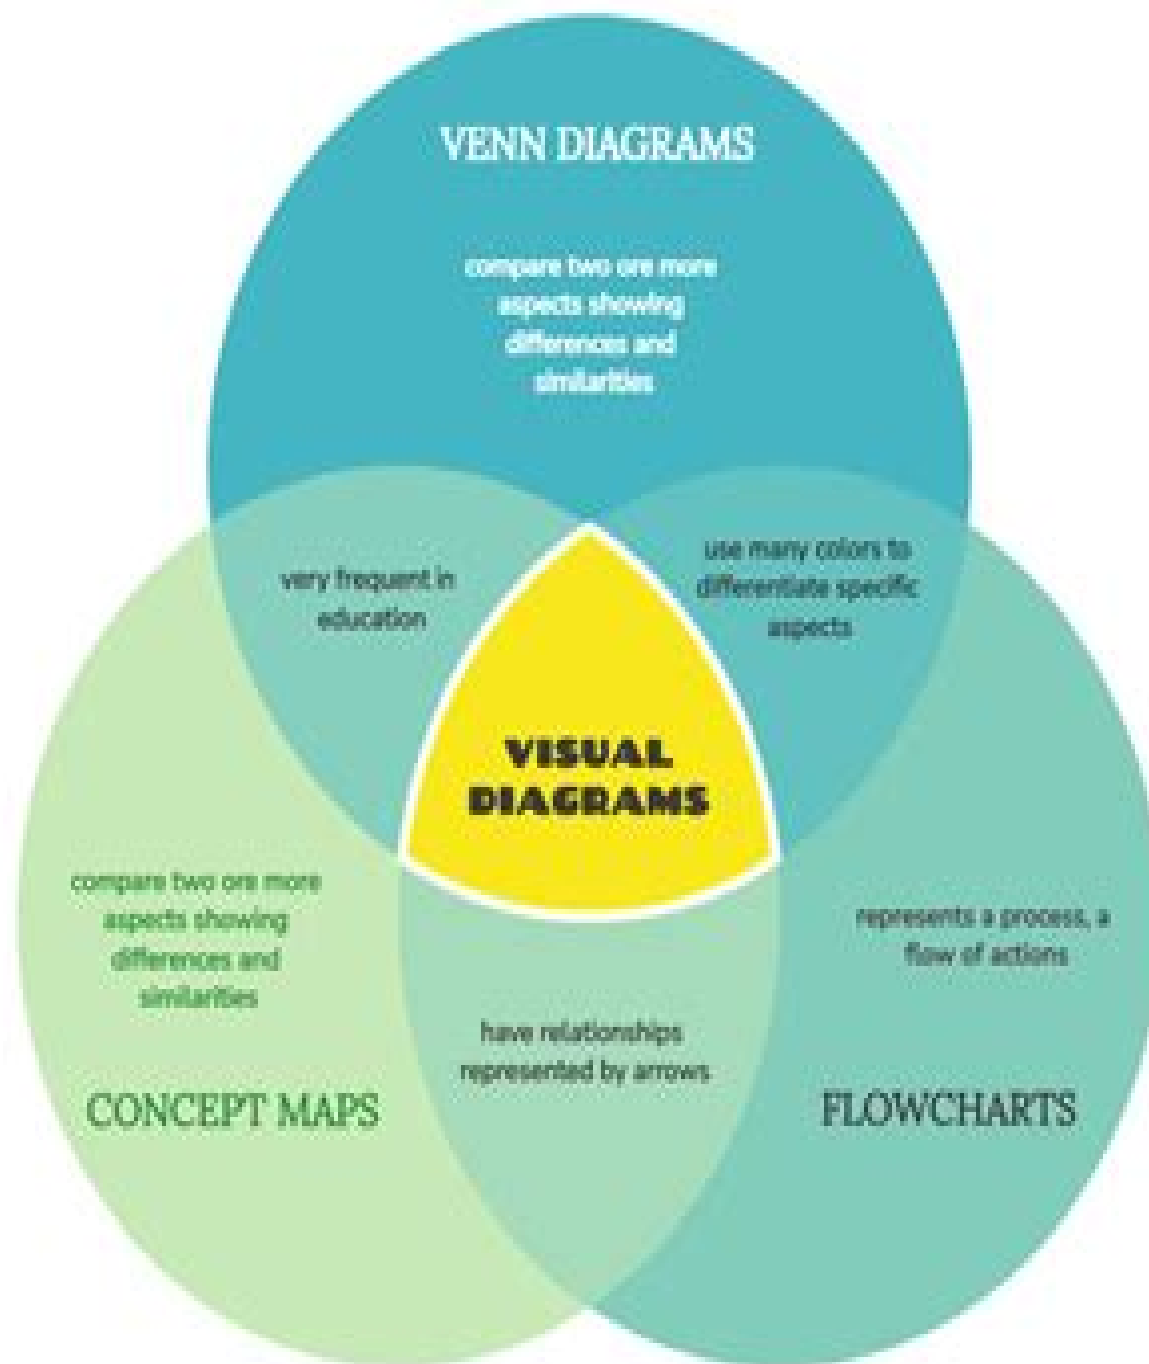 VENN DIAGRAMS
compare two ore more
aspects showing
differences and
similarities
very frequent in
education
use many colors to
differentiate specific
aspects
VISUAL
DIAGRAMS
compare two ore more
aspects showing
differences and
similarities
CONCEPT MAPS
have relationships
represented by arrows
represents a process, a
flow of actions
FLOWCHARTS